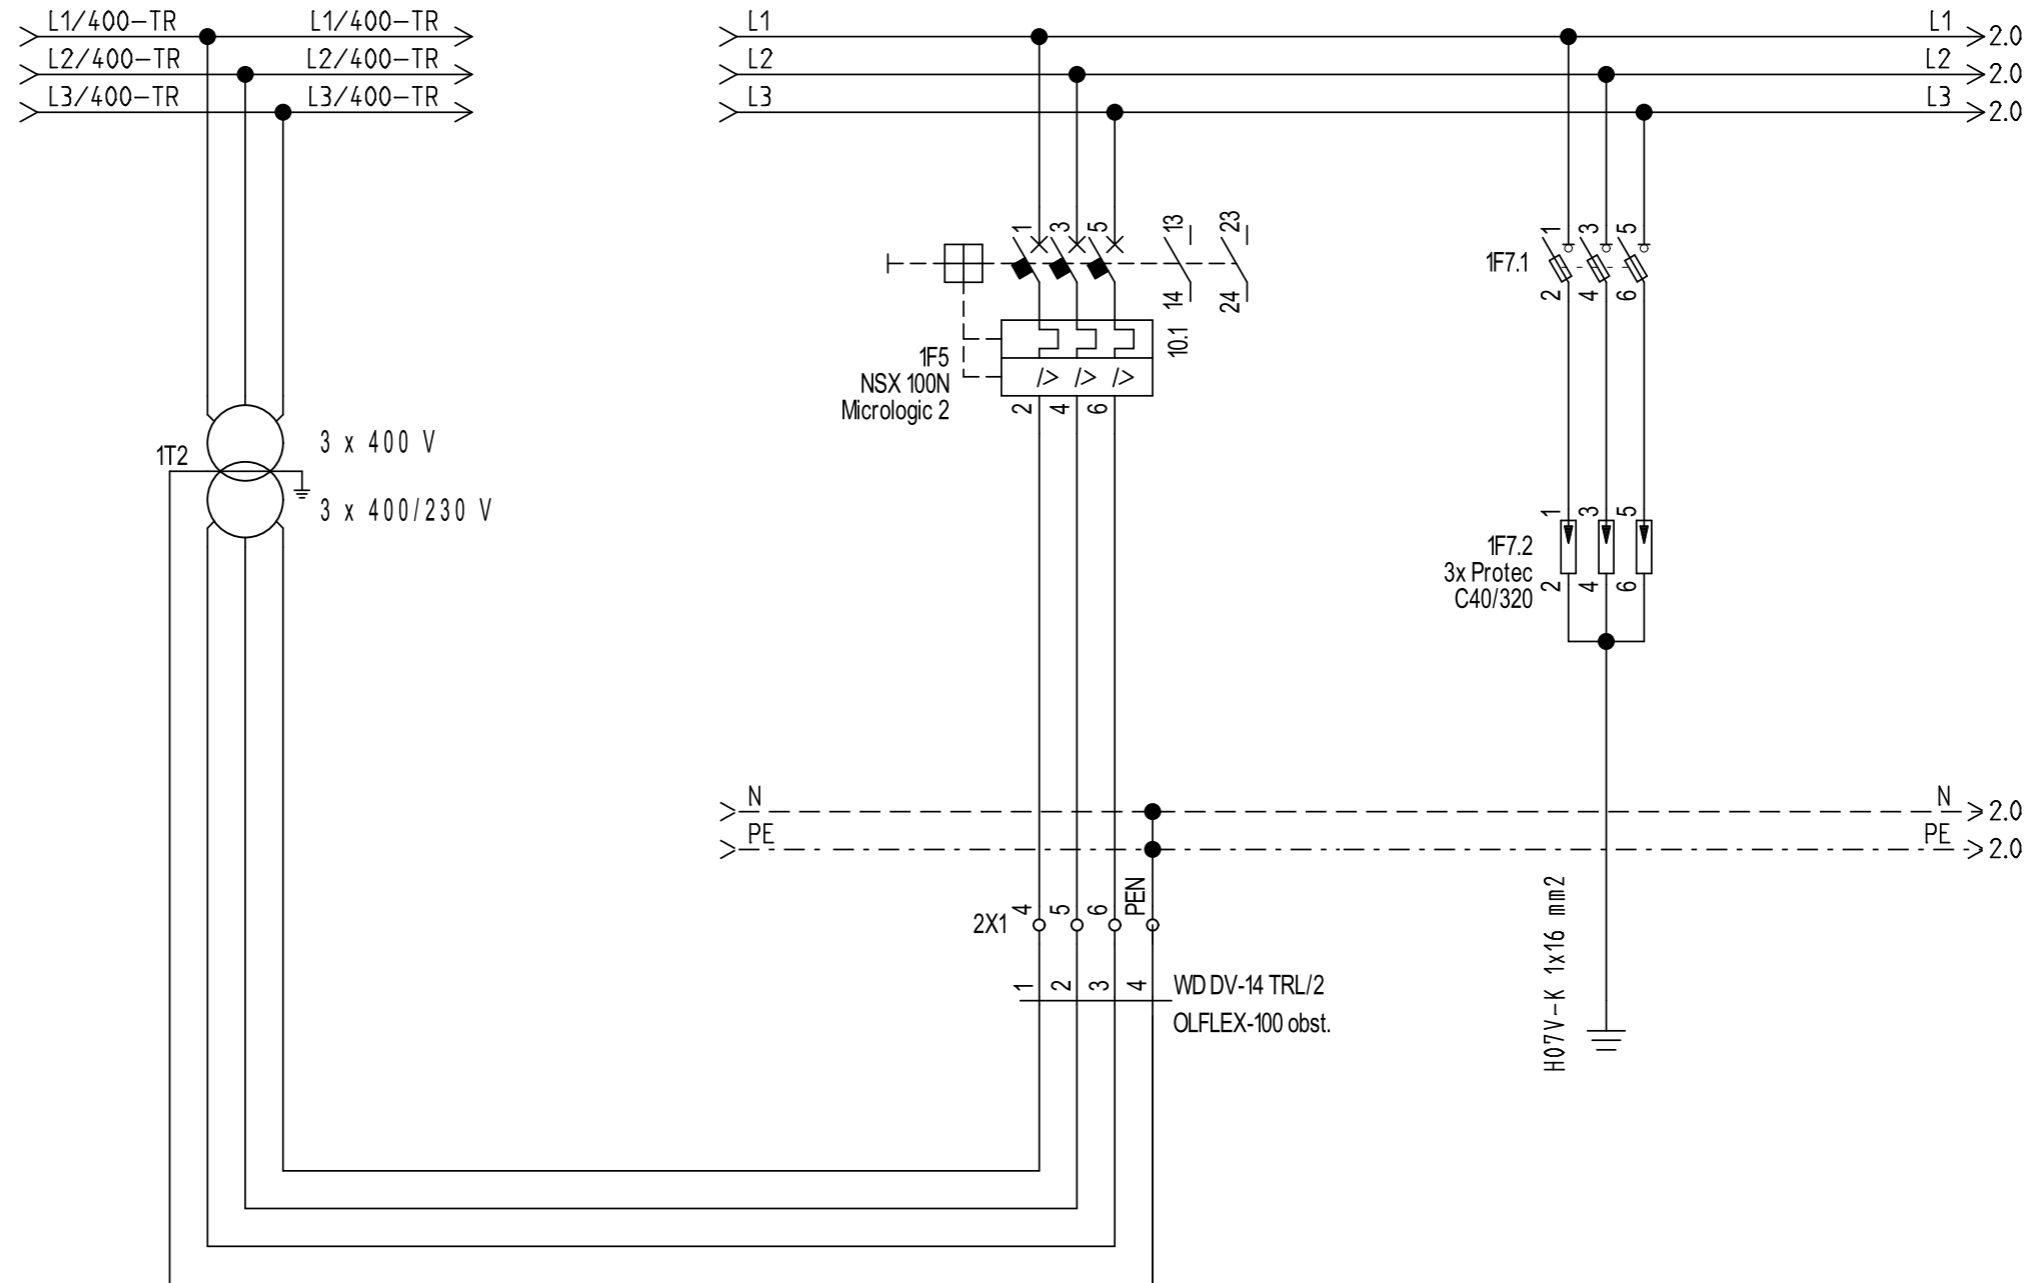 L1/400-TR L1/400-TR
L2/400-TR L2/400-TR
L3/400-TR L3/400-TR
L1 L1 2.0
L2 L2 2.0
L3 L3 2.0
1 3 5 13 23
14 24
1F5
NSX 100N
Micrologic 2
10.1
2 4 6
1F7.1
1 3 5
2 4 6
1T2
3 x 400 V
3 x 400/230 V
1F7.2
3x Protec
C40/320
1 3 5
2 4 6
I> I> I>
N N 2.0
PE PE 2.0
2X1
4 5 6 PEN
1 2 3 4
WD DV-14 TRL/2
OLFLEX-100 obst.
H07V-K 1x16 mm2